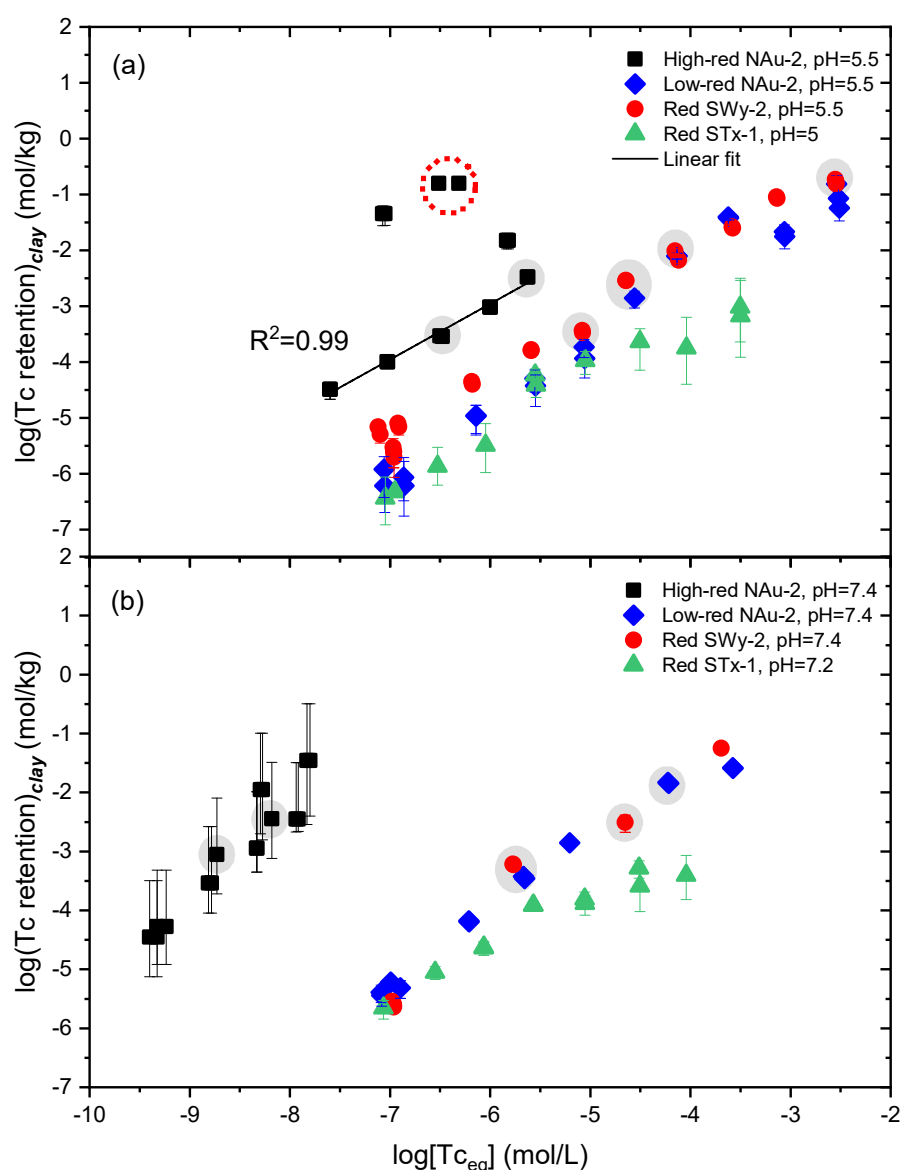 2
(a)
High-red NAu-2, pH=5.5
Low-red NAu-2, pH=5.5
1
Red SWy-2, pH=5.5
Red STx-1, pH=5
0
Linear fit
-1
-2
-3
R²=0.99
-4
-5
-6
-7
log(Tc retention)clay (mol/kg)
2
(b)
High-red NAu-2, pH=7.4
Low-red NAu-2, pH=7.4
1
Red SWy-2, pH=7.4
Red STx-1, pH=7.2
0
-1
-2
-3
-4
-5
-6
-7
log(Tc retention)clay (mol/kg)
-10 -9 -8 -7 -6 -5 -4 -3 -2
log[Tceq] (mol/L)